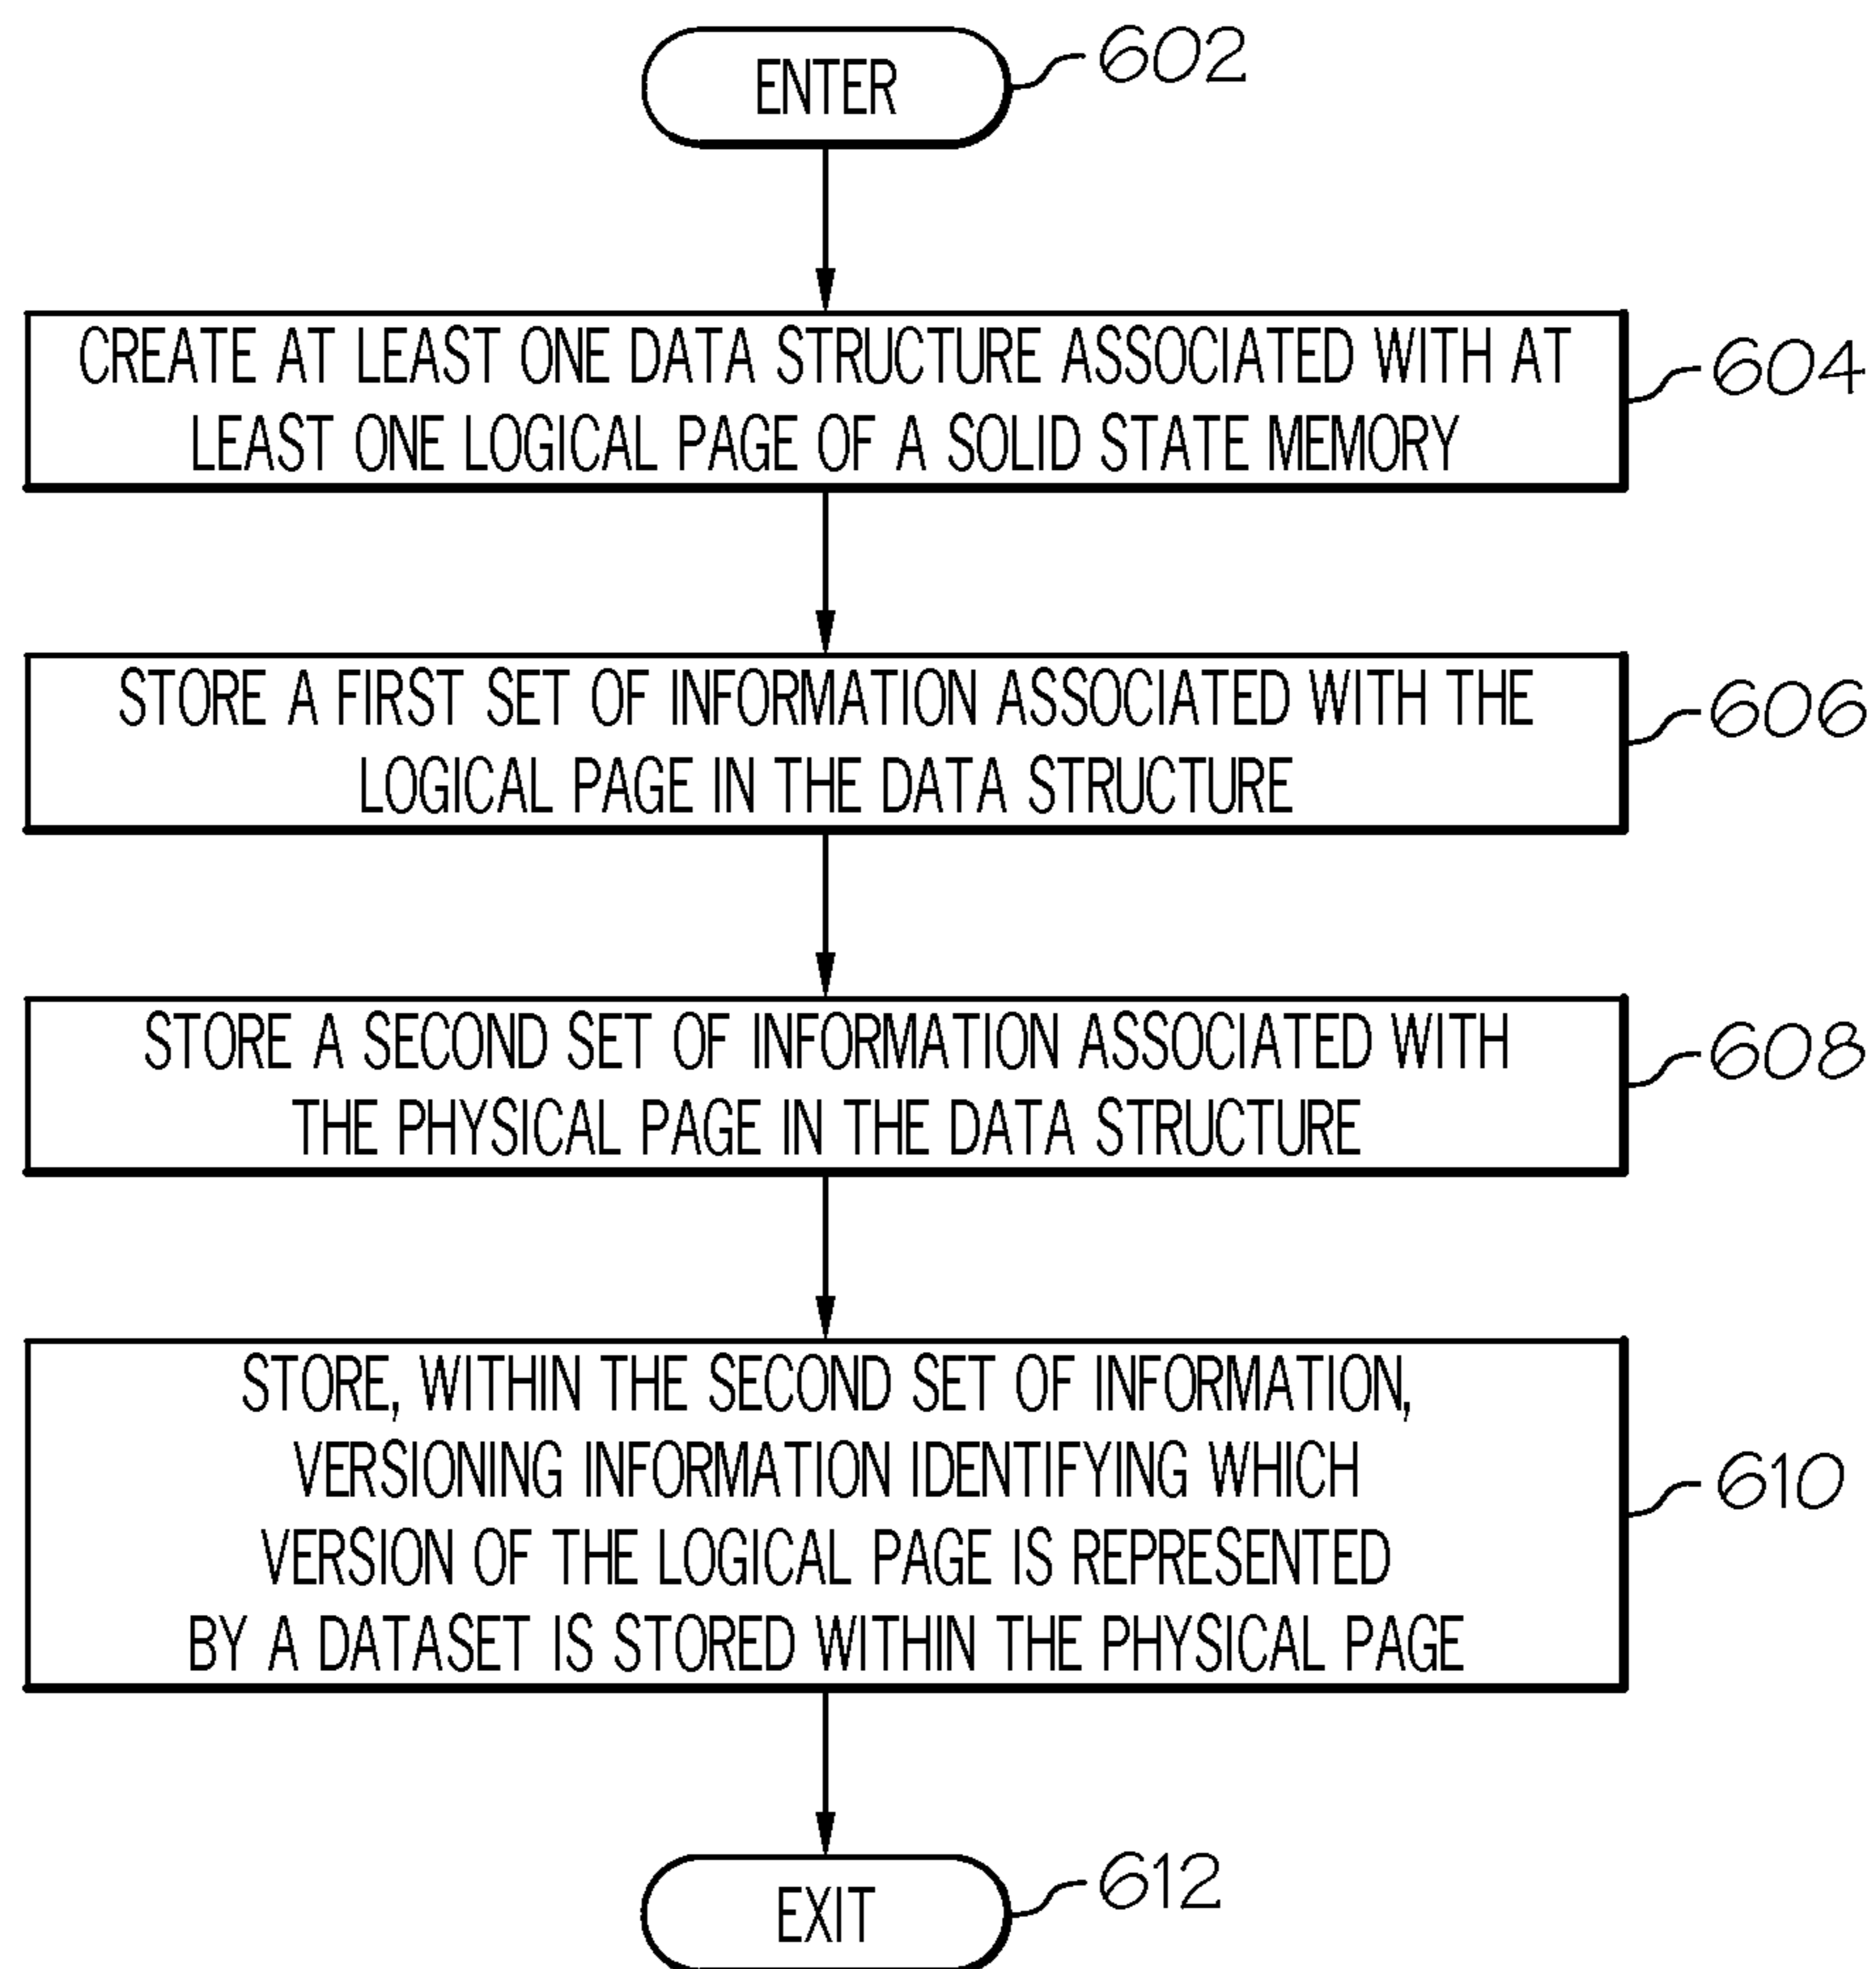 ENTER
602
CREATE AT LEAST ONE DATA STRUCTURE ASSOCIATED WITH AT
LEAST ONE LOGICAL PAGE OF A SOLID STATE MEMORY
604
STORE A FIRST SET OF INFORMATION ASSOCIATED WITH THE
LOGICAL PAGE IN THE DATA STRUCTURE
606
STORE A SECOND SET OF INFORMATION ASSOCIATED WITH
THE PHYSICAL PAGE IN THE DATA STRUCTURE
608
STORE, WITHIN THE SECOND SET OF INFORMATION,
VERSIONING INFORMATION IDENTIFYING WHICH
VERSION OF THE LOGICAL PAGE IS REPRESENTED
BY A DATASET IS STORED WITHIN THE PHYSICAL PAGE
610
EXIT
612